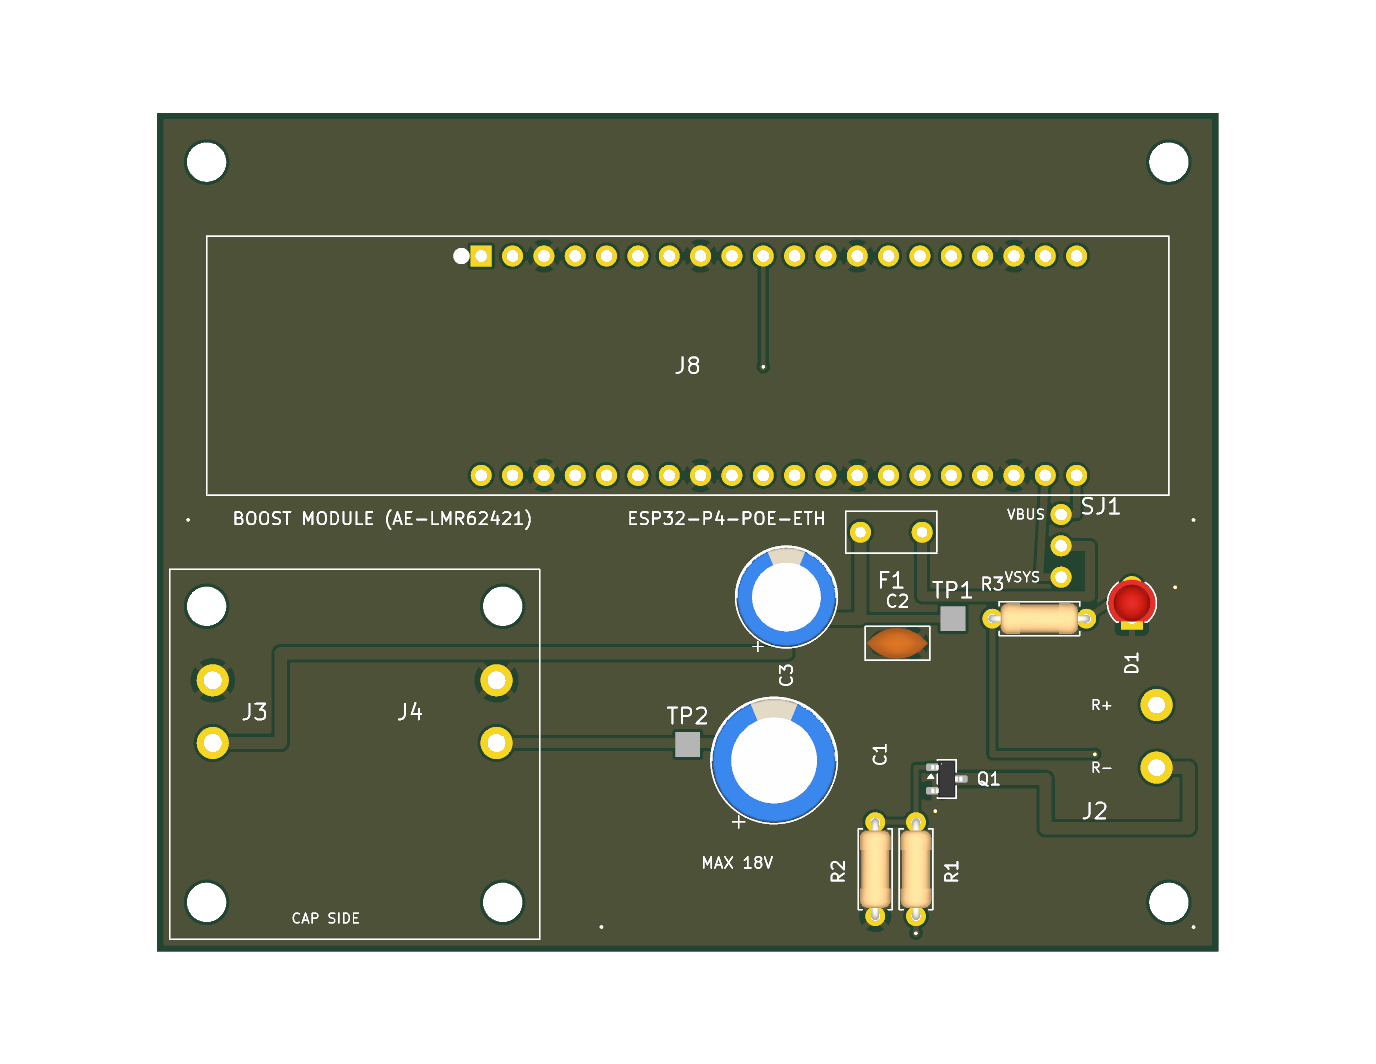 J8
BOOST MODULE (AE-LMR62421)
ESP32-P4-POE-ETH
VBUS
SJ1
VSYS
F1
C2
TP1
R3
+
C3
D1
J3
J4
TP2
R+
C1
R-
Q1
J2
+
MAX 18V
R2
R1
CAP SIDE